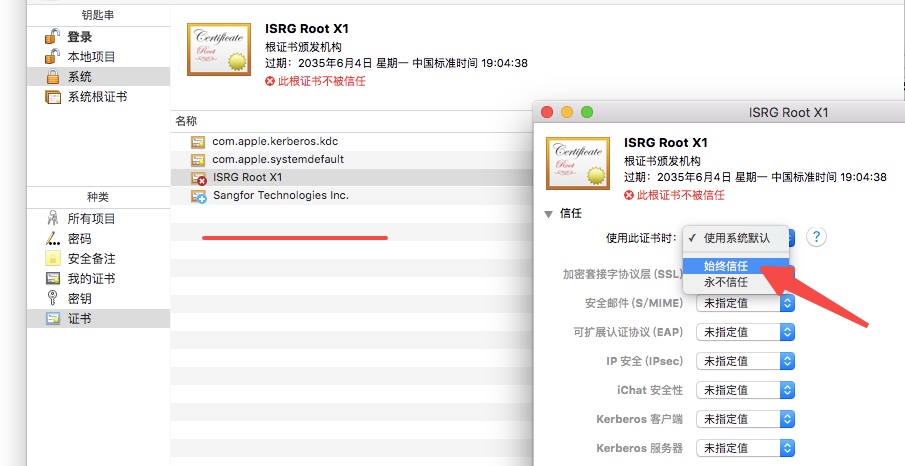 钥匙串
登录
本地项目
系统
系统根证书
ISRG Root X1
根证书颁发机构
过期：2035年6月4日 星期一 中国标准时间 19:04:38
此根证书不被信任
名称
com.apple.kerberos.kdc
com.apple.systemdefault
ISRG Root X1
Sangfor Technologies Inc.
种类
所有项目
密码
安全备注
我的证书
密钥
证书
ISRG Root X1
ISRG Root X1
根证书颁发机构
过期：2035年6月4日 星期一 中国标准时间 19:04:38
此根证书不被信任
信任
使用此证书时： ✓ 使用系统默认 ?
始终信任
永不信任
加密套接字协议层 (SSL)
安全邮件 (S/MIME) 未指定值
可扩展认证协议 (EAP) 未指定值
IP 安全 (IPsec) 未指定值
iChat 安全性 未指定值
Kerberos 客户端 未指定值
Kerberos 服务器 未指定值